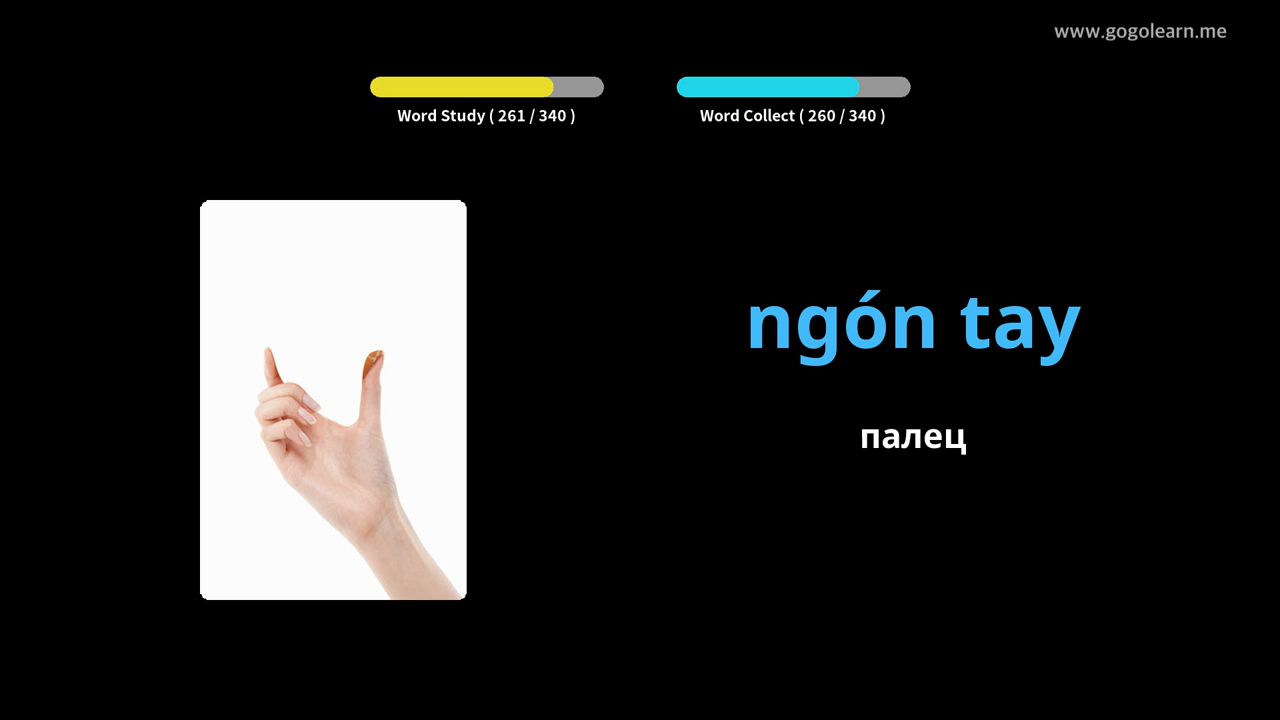 www.gogolearn.me
Word Study ( 261 / 340 )
Word Collect ( 260 / 340 )
ngón tay
палец